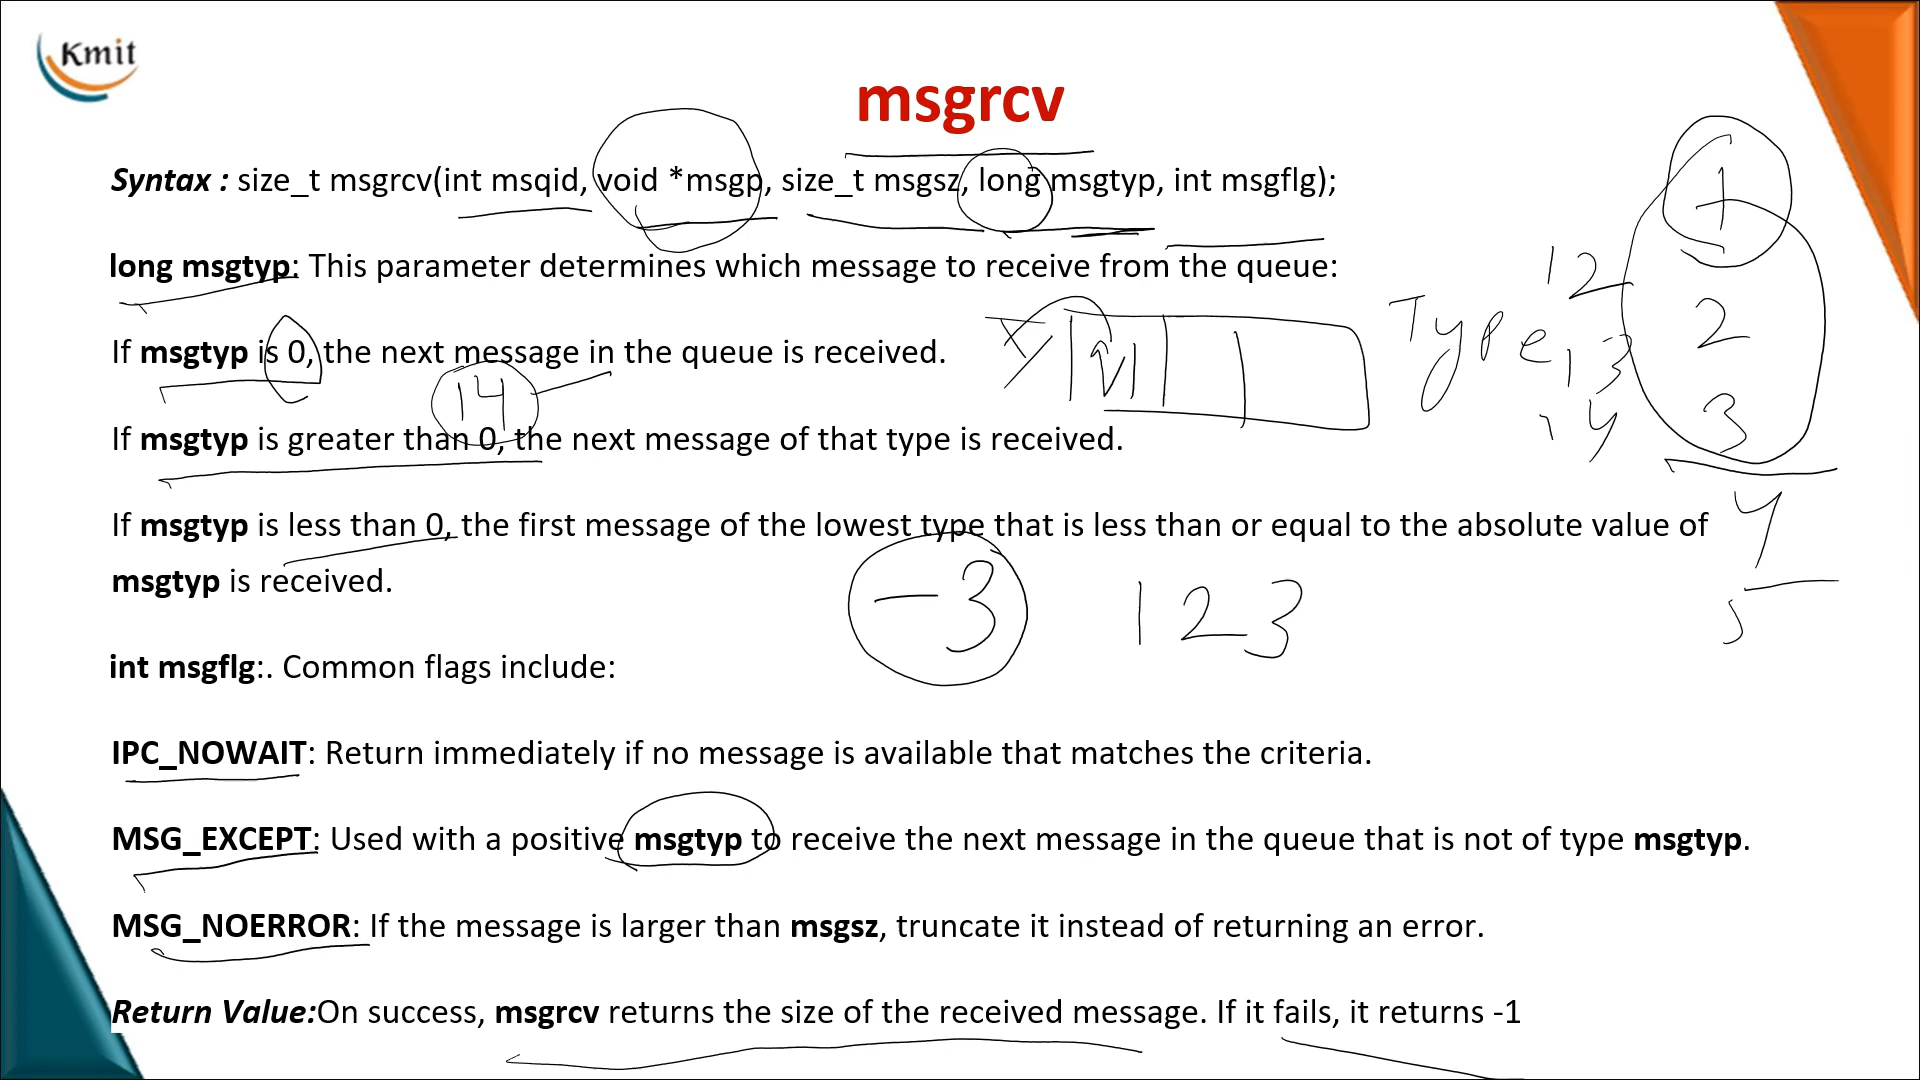 Kmit
msgrcv
Syntax : size_t msgrcv(int msqid, void *msgp, size_t msgsz, long msgtyp, int msgflg);
1
long msgtyp: This parameter determines which message to receive from the queue:
12
2
Type
If msgtyp is 0, the next message in the queue is received.
M1
13
14
14
3
If msgtyp is greater than 0, the next message of that type is received.
If msgtyp is less than 0, the first message of the lowest type that is less than or equal to the absolute value of
4
msgtyp is received.
-3
1 2 3
5
int msgflg:. Common flags include:
IPC_NOWAIT: Return immediately if no message is available that matches the criteria.
MSG_EXCEPT: Used with a positive msgtyp to receive the next message in the queue that is not of type msgtyp.
MSG_NOERROR: If the message is larger than msgsz, truncate it instead of returning an error.
Return Value:On success, msgrcv returns the size of the received message. If it fails, it returns -1